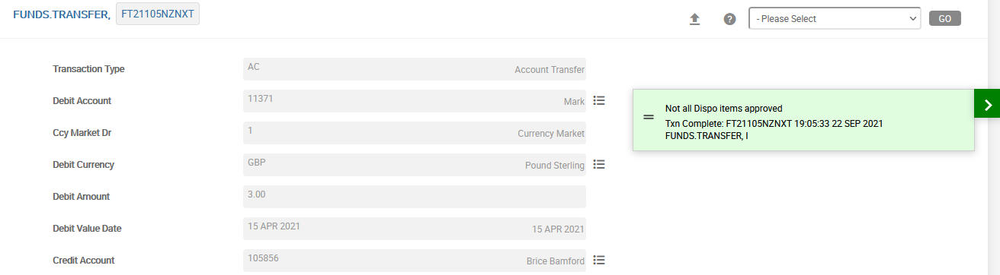 FUNDS.TRANSFER, FT21105NZNXT
? - Please Select GO
Transaction Type AC Account Transfer
Debit Account 11371 Mark
Ccy Market Dr 1 Currency Market
Debit Currency GBP Pound Sterling
Debit Amount 3.00
Debit Value Date 15 APR 2021 15 APR 2021
Credit Account 105856 Brice Bamford
Not all Dispo items approved
Txn Complete: FT21105NZNXT 19:05:33 22 SEP 2021
FUNDS.TRANSFER, I